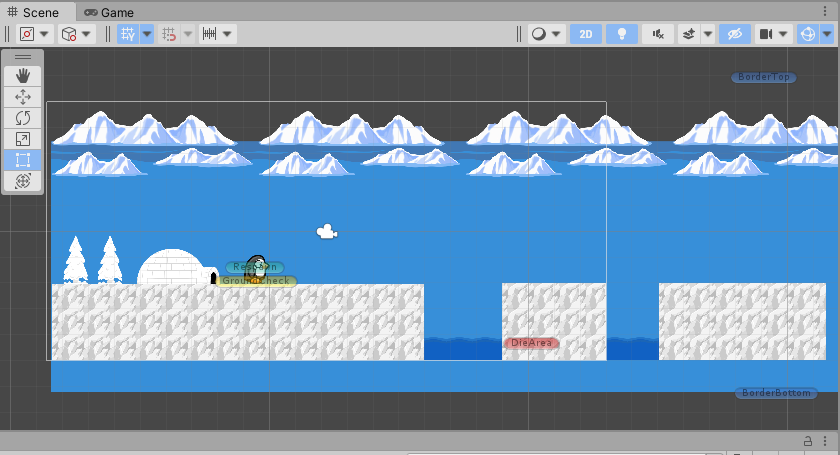 Scene
Game
2D
BorderTop
Respawn
GroundCheck
DieArea
BorderBottom